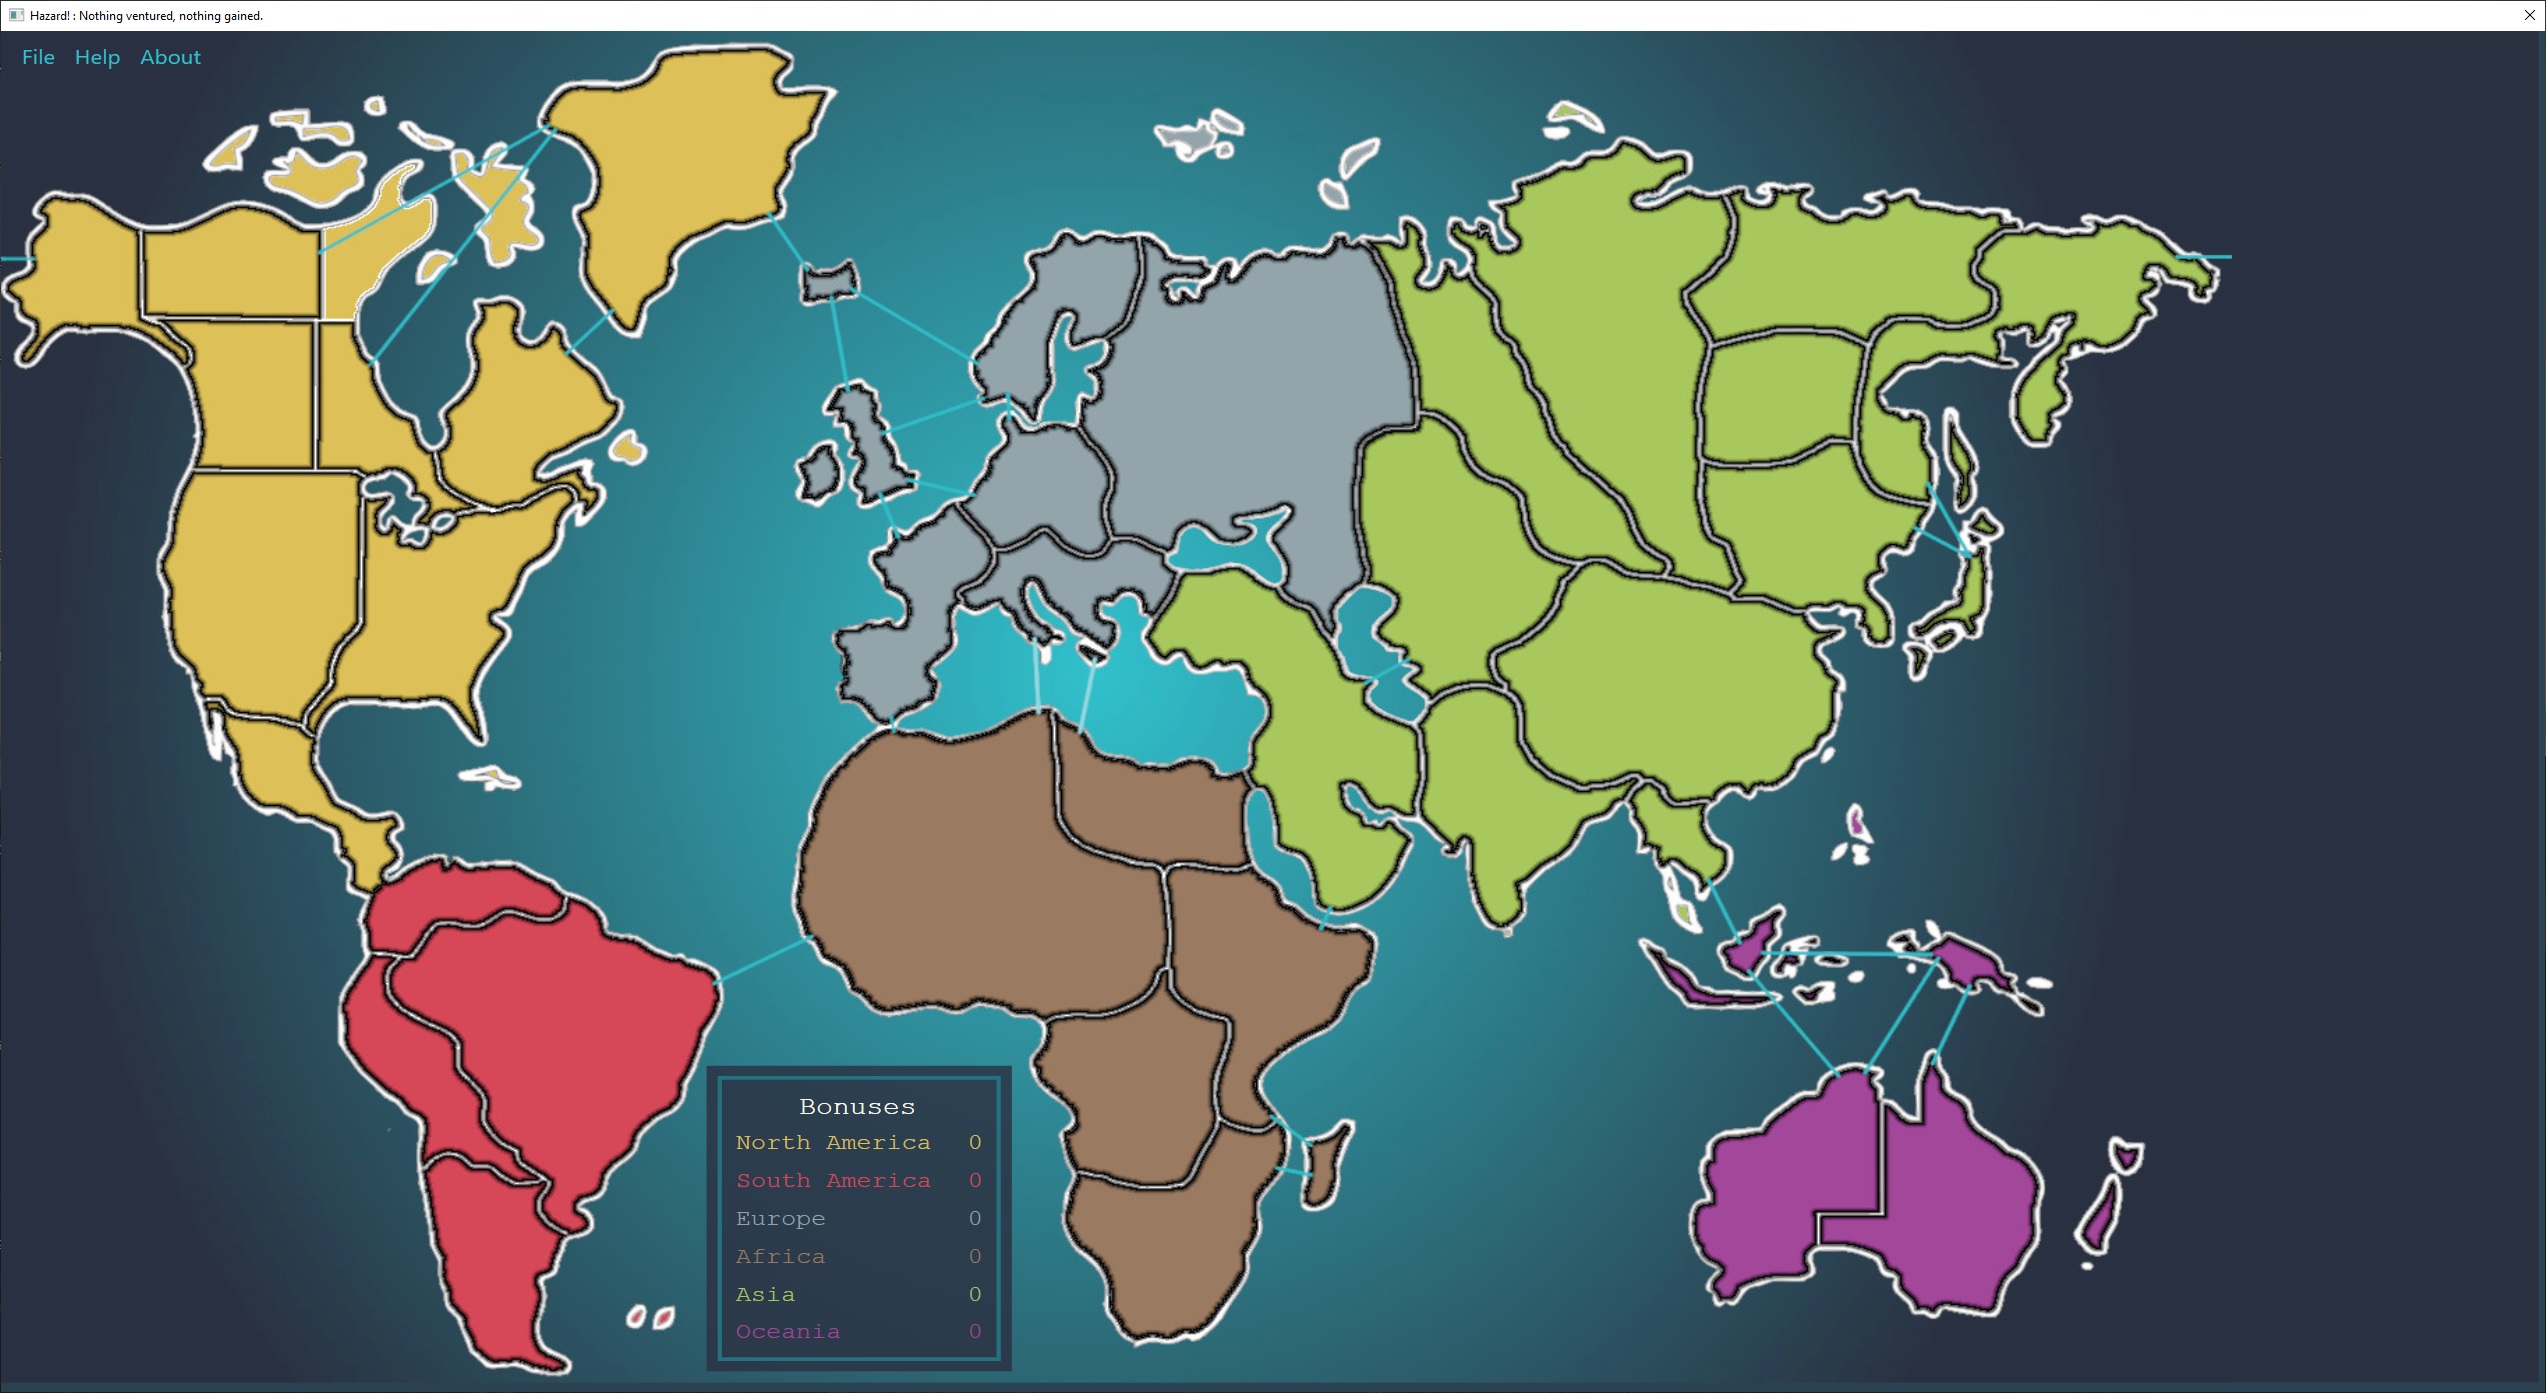 Hazard! : Nothing ventured, nothing gained.
File Help About
Bonuses
North America 0
South America 0
Europe 0
Africa 0
Asia 0
Oceania 0